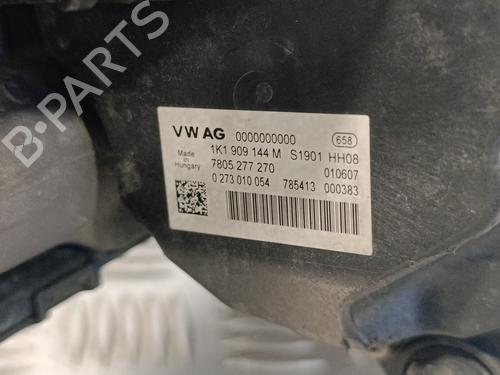 VW AG 0000000000 658
1K1 909 144 M S1901 HH08
Made in Hungary 7805 277 270 010607
0 273 010 054 785413 000383
B PARTS